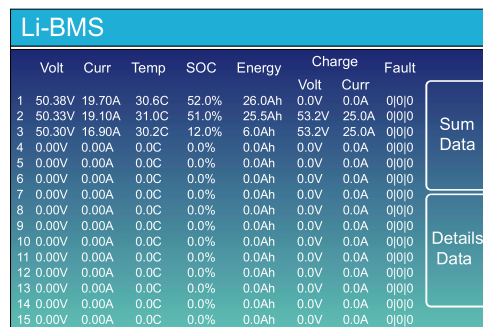 Li-BMS
Volt Curr Temp SOC Energy Charge Fault
Volt Curr
1 50.38V 19.70A 30.6C 52.0% 26.0Ah 0.0V 0.0A 0|0|0
2 50.33V 19.10A 31.0C 51.0% 25.5Ah 53.2V 25.0A 0|0|0
3 50.30V 16.90A 30.2C 12.0% 6.0Ah 53.2V 25.0A 0|0|0
4 0.00V 0.00A 0.0C 0.0% 0.0Ah 0.0V 0.0A 0|0|0
5 0.00V 0.00A 0.0C 0.0% 0.0Ah 0.0V 0.0A 0|0|0
6 0.00V 0.00A 0.0C 0.0% 0.0Ah 0.0V 0.0A 0|0|0
7 0.00V 0.00A 0.0C 0.0% 0.0Ah 0.0V 0.0A 0|0|0
8 0.00V 0.00A 0.0C 0.0% 0.0Ah 0.0V 0.0A 0|0|0
9 0.00V 0.00A 0.0C 0.0% 0.0Ah 0.0V 0.0A 0|0|0
10 0.00V 0.00A 0.0C 0.0% 0.0Ah 0.0V 0.0A 0|0|0
11 0.00V 0.00A 0.0C 0.0% 0.0Ah 0.0V 0.0A 0|0|0
12 0.00V 0.00A 0.0C 0.0% 0.0Ah 0.0V 0.0A 0|0|0
13 0.00V 0.00A 0.0C 0.0% 0.0Ah 0.0V 0.0A 0|0|0
14 0.00V 0.00A 0.0C 0.0% 0.0Ah 0.0V 0.0A 0|0|0
15 0.00V 0.00A 0.0C 0.0% 0.0Ah 0.0V 0.0A 0|0|0
Sum
Data
Details
Data